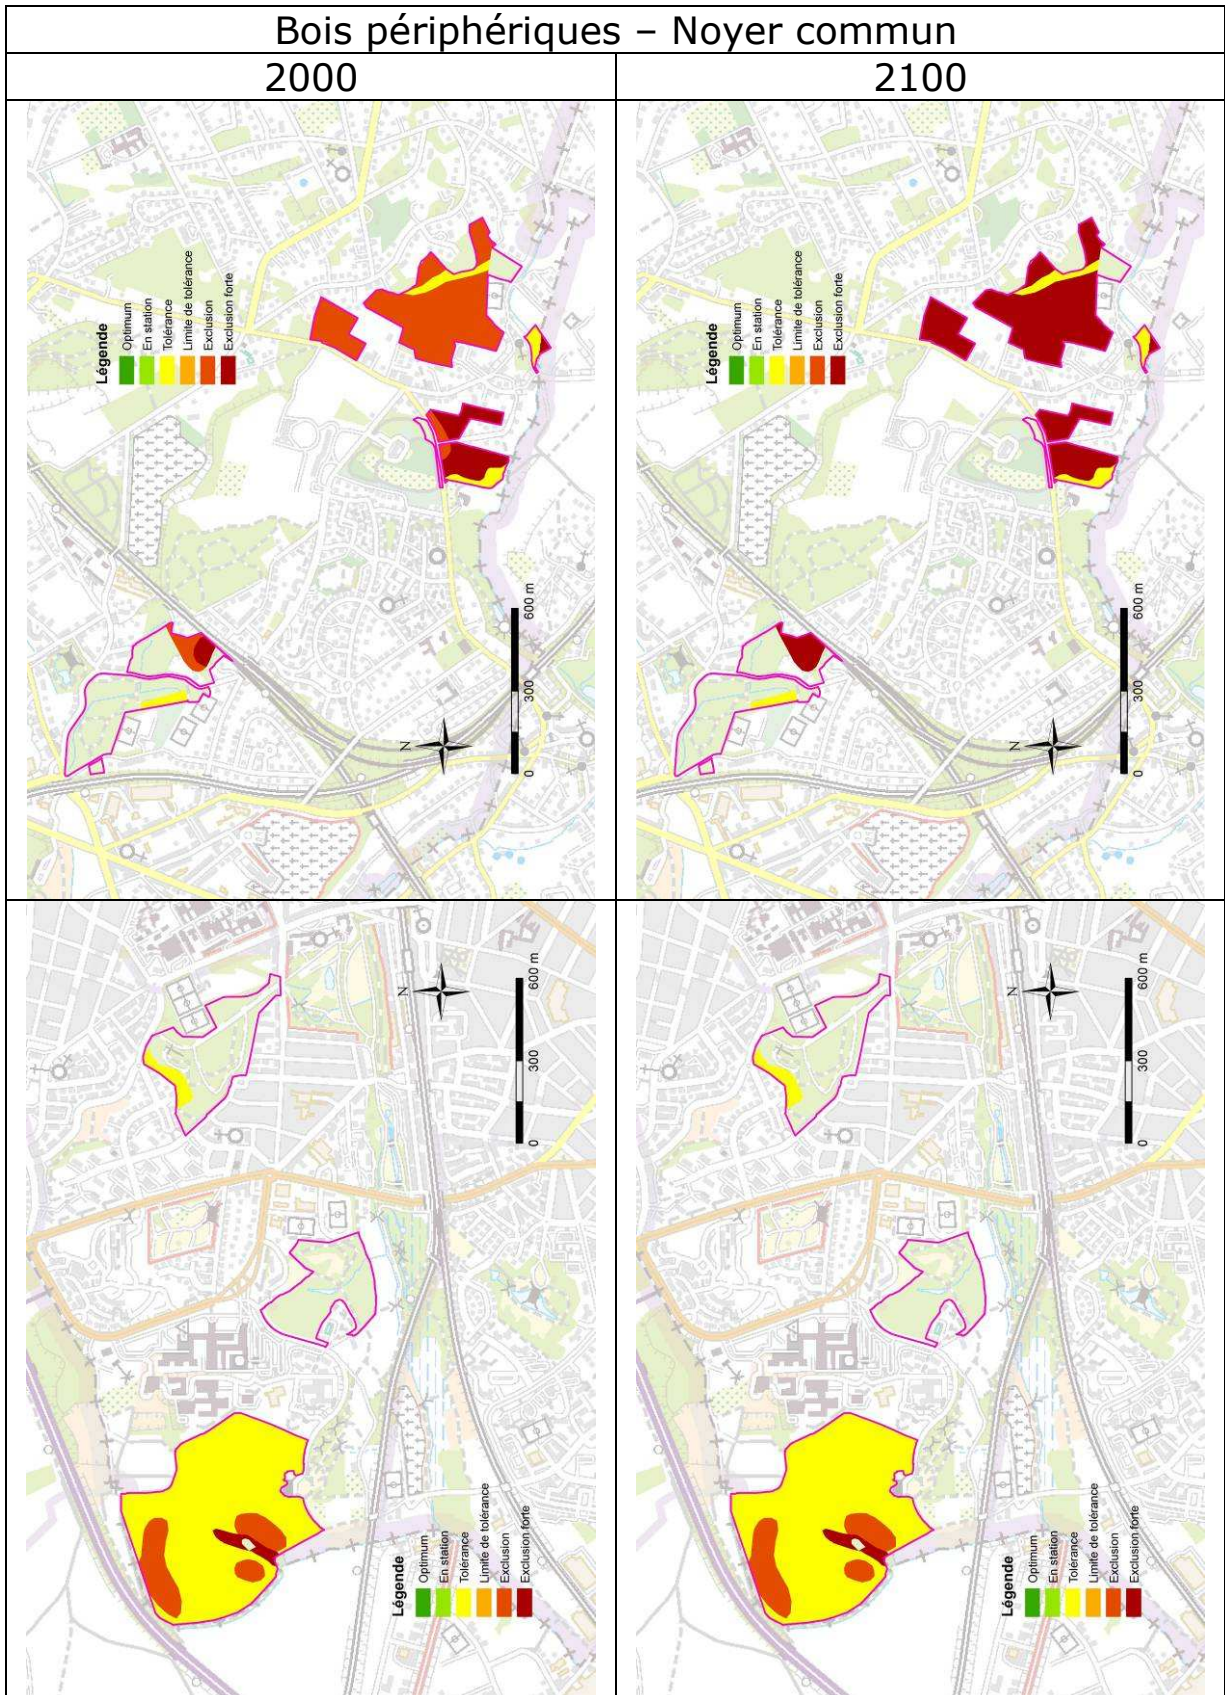 Bois périphériques – Noyer commun
2000
2100
Légende
Optimum
En station
Tolérance
Limite de tolérance
Exclusion
Exclusion forte
N
0 300 600 m
Légende
Optimum
En station
Tolérance
Limite de tolérance
Exclusion
Exclusion forte
N
0 300 600 m
N
0 300 600 m
Légende
Optimum
En station
Tolérance
Limite de tolérance
Exclusion
Exclusion forte
N
0 300 600 m
Légende
Optimum
En station
Tolérance
Limite de tolérance
Exclusion
Exclusion forte